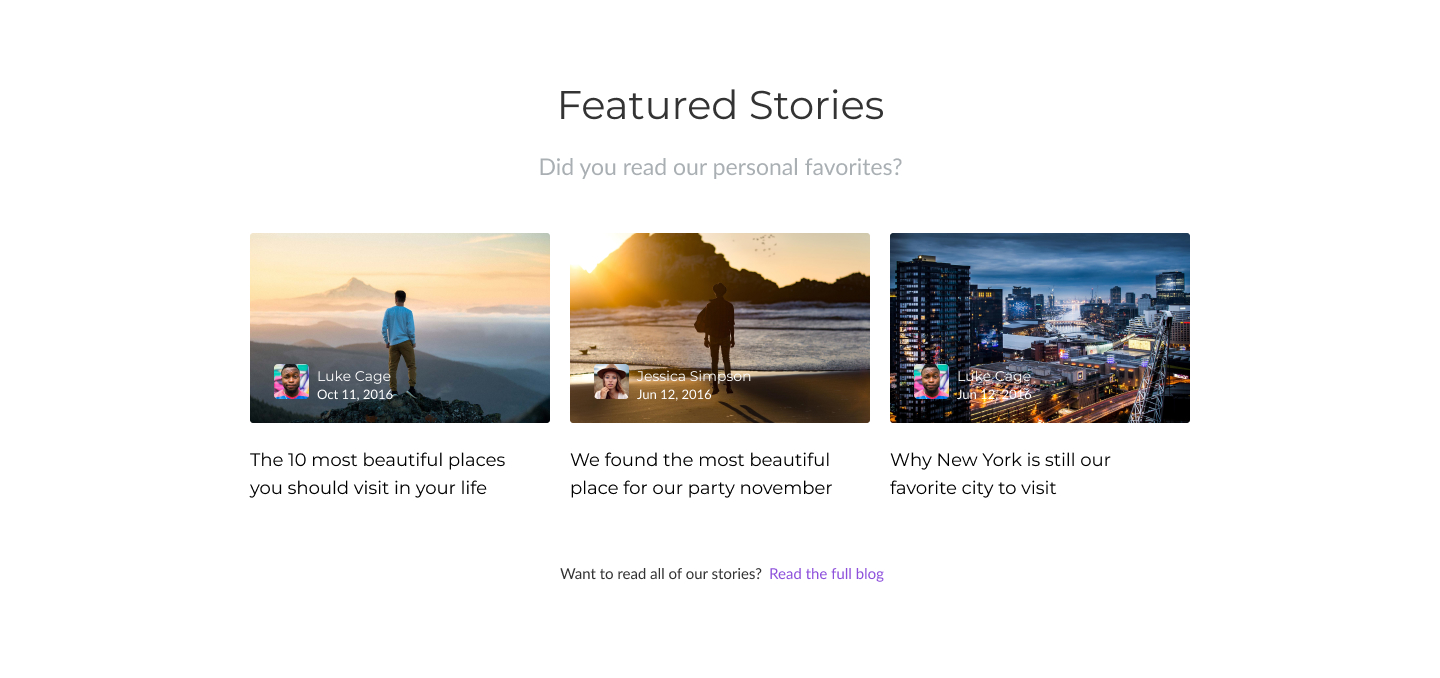 Featured Stories
Did you read our personal favorites?
Luke Cage
Oct 11, 2016
Jessica Simpson
Jun 12, 2016
Luke Cage
Jun 12, 2016
The 10 most beautiful places
you should visit in your life
We found the most beautiful
place for our party november
Why New York is still our
favorite city to visit
Want to read all of our stories? Read the full blog